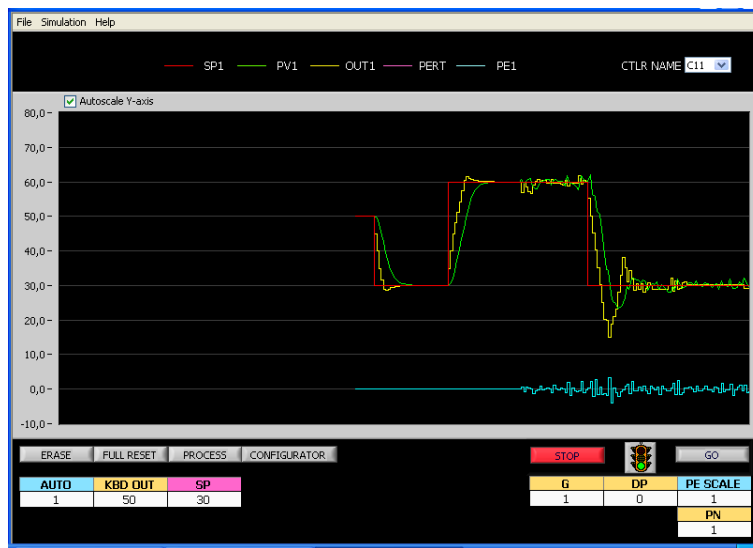 File Simulation Help
SP1 PV1 OUT1 PERT PE1 CTLR NAME C11
Autoscale Y-axis
80,0
70,0
60,0
50,0
40,0
30,0
20,0
10,0
0,0
-10,0
ERASE FULL RESET PROCESS CONFIGURATOR STOP GO
AUTO KBD OUT SP G DP PE SCALE
1 50 30 1 0 1
PN
1